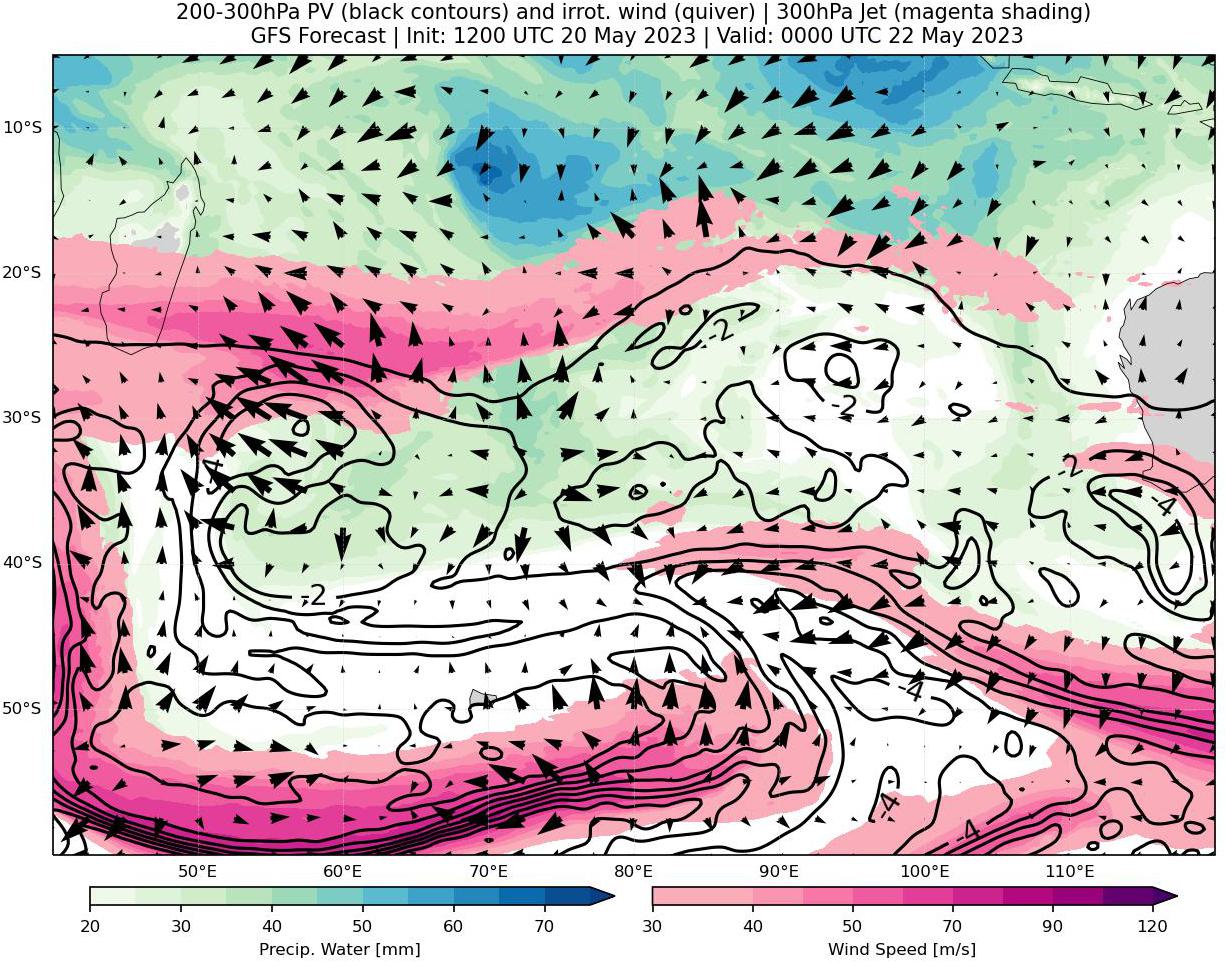 200-300hPa PV (black contours) and irrot. wind (quiver) | 300hPa Jet (magenta shading)
GFS Forecast | Init: 1200 UTC 20 May 2023 | Valid: 0000 UTC 22 May 2023
10°S
20°S
-2
-2
30°S
-2
-4
40°S
-2
-4
50°S
-4
-4
50°E 60°E 70°E 80°E 90°E 100°E 110°E
20 30 40 50 60 70
Precip. Water [mm]
30 40 50 70 90 120
Wind Speed [m/s]